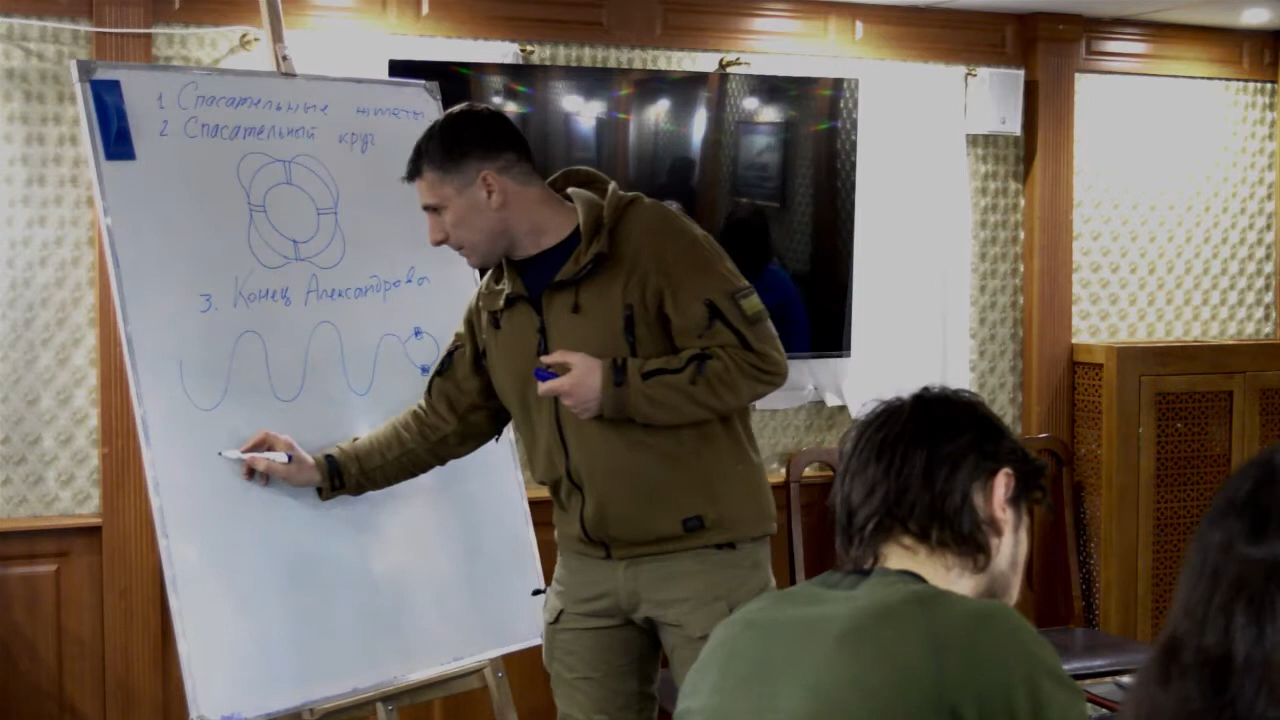 1 Спасательные жилеты
2 Спасательный круг
3. Конец Александрова